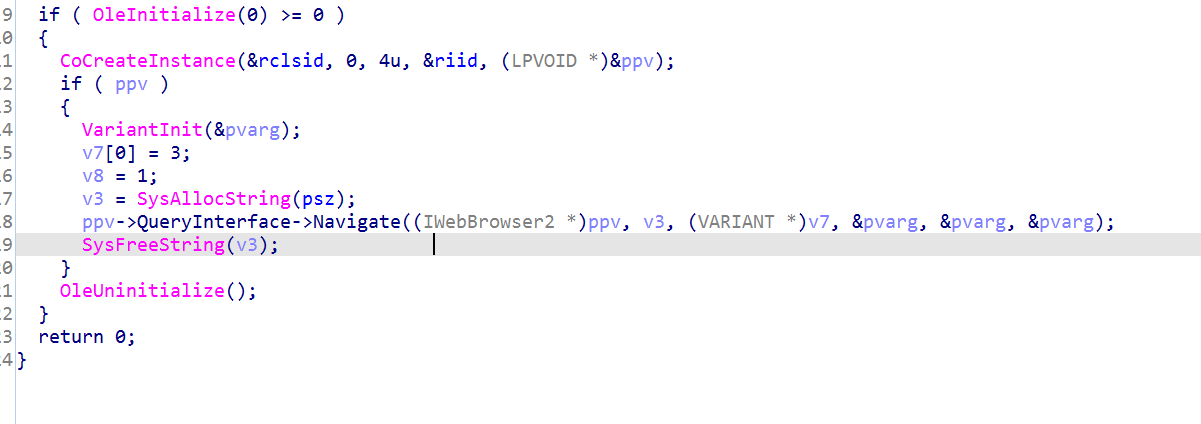 9 if ( OleInitialize(0) >= 0 )
0 {
1 CoCreateInstance(&rclsid, 0, 4u, &riid, (LPVOID *)&ppv);
2 if ( ppv )
3 {
4 VariantInit(&pvarg);
5 v7[0] = 3;
6 v8 = 1;
7 v3 = SysAllocString(psz);
8 ppv->QueryInterface->Navigate((IWebBrowser2 *)ppv, v3, (VARIANT *)v7, &pvarg, &pvarg, &pvarg);
9 SysFreeString(v3);
0 }
1 OleUninitialize();
2 }
3 return 0;
4 }